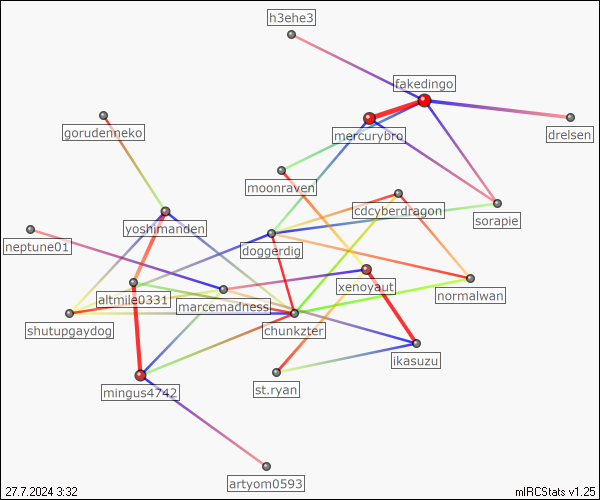 h3ehe3
fakedingo
gorudenneko
mercurybro
drelsen
moonraven
cdcyberdragon
sorapie
yoshimanden
neptune01
doggerdig
xenoyaut
normalwan
altmile0331
marcemadness
shutupgaydog
chunkzter
ikasuzu
mingus4742
st.ryan
artyom0593
27.7.2024 3:32
mIRCStats v1.25